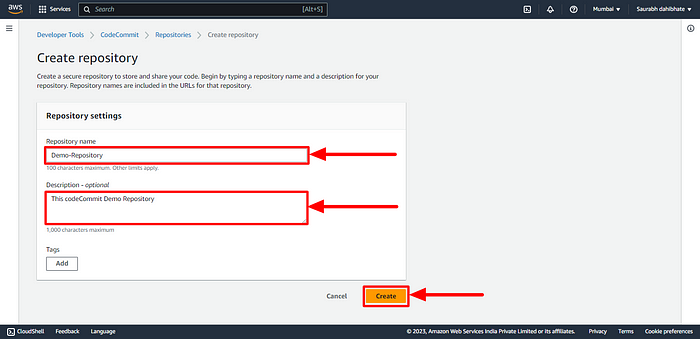 aws
Services
Search
[Alt+S]
Mumbai
Saurabh dahibhate
Developer Tools > CodeCommit > Repositories > Create repository
Create repository
Create a secure repository to store and share your code. Begin by typing a repository name and a description for your
repository. Repository names are included in the URLs for that repository.
Repository settings
Repository name
Demo-Repository
100 characters maximum. Other limits apply.
Description - optional
This codeCommit Demo Repository
1,000 characters maximum
Tags
Add
Cancel
Create
CloudShell
Feedback
Language
© 2023, Amazon Web Services India Private Limited or its affiliates.
Privacy
Terms
Cookie preferences